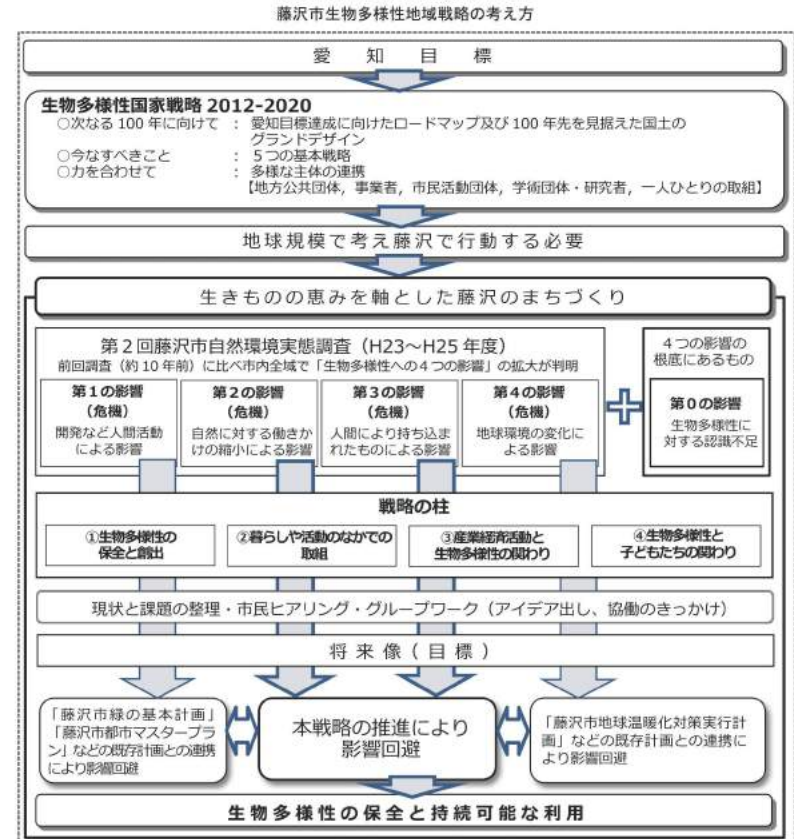 藤沢市生物多様性地域戦略の考え方
愛知目標
生物多様性国家戦略 2012-2020
○次なる 100 年に向けて ： 愛知目標達成に向けたロードマップ及び 100 年先を見据えた国土の
グランドデザイン
○今なすべきこと ： ５つの基本戦略
○力を合わせて ： 多様な主体の連携
【地方公共団体，事業者，市民活動団体，学術団体・研究者，一人ひとりの取組】
地球規模で考え藤沢で行動する必要
生きものの恵みを軸とした藤沢のまちづくり
第２回藤沢市自然環境実態調査（H23～H25 年度）
前回調査（約 10 年前）に比べ市内全域で「生物多様性への４つの影響」の拡大が判明
第１の影響
（危機）
開発など人間活動
による影響
第２の影響
（危機）
自然に対する働きか
けの縮小による影響
第３の影響
（危機）
人間により持ち込ま
れたものによる影響
第４の影響
（危機）
地球環境の変化に
よる影響
４つの影響の
根底にあるもの
第０の影響
生物多様性に
対する認識不足
戦略の柱
①生物多様性の
保全と創出
②暮らしや活動のなかでの
取組
③産業経済活動と
生物多様性の関わり
④生物多様性と
子どもたちの関わり
現状と課題の整理・市民ヒアリング・グループワーク（アイデア出し、協働のきっかけ）
将来像（目標）
「藤沢市緑の基本計画」
「藤沢市都市マスタープラ
ン」などの既存計画との連携
により影響回避
本戦略の推進により
影響回避
「藤沢市地球温暖化対策実行計
画」などの既存計画との連携に
より影響回避
生物多様性の保全と持続可能な利用